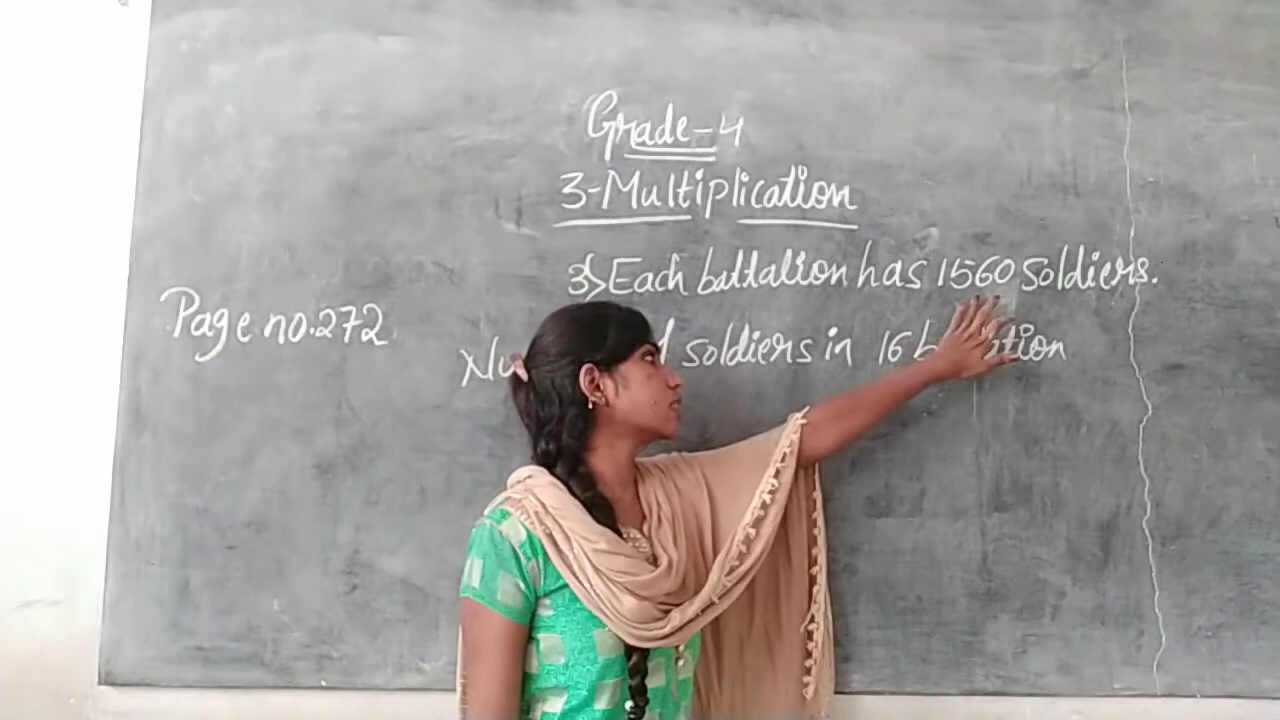 Grade-4
3-Multiplication
3) Each battalion has 1560 soldiers.
Page no.272
soldiers in 16